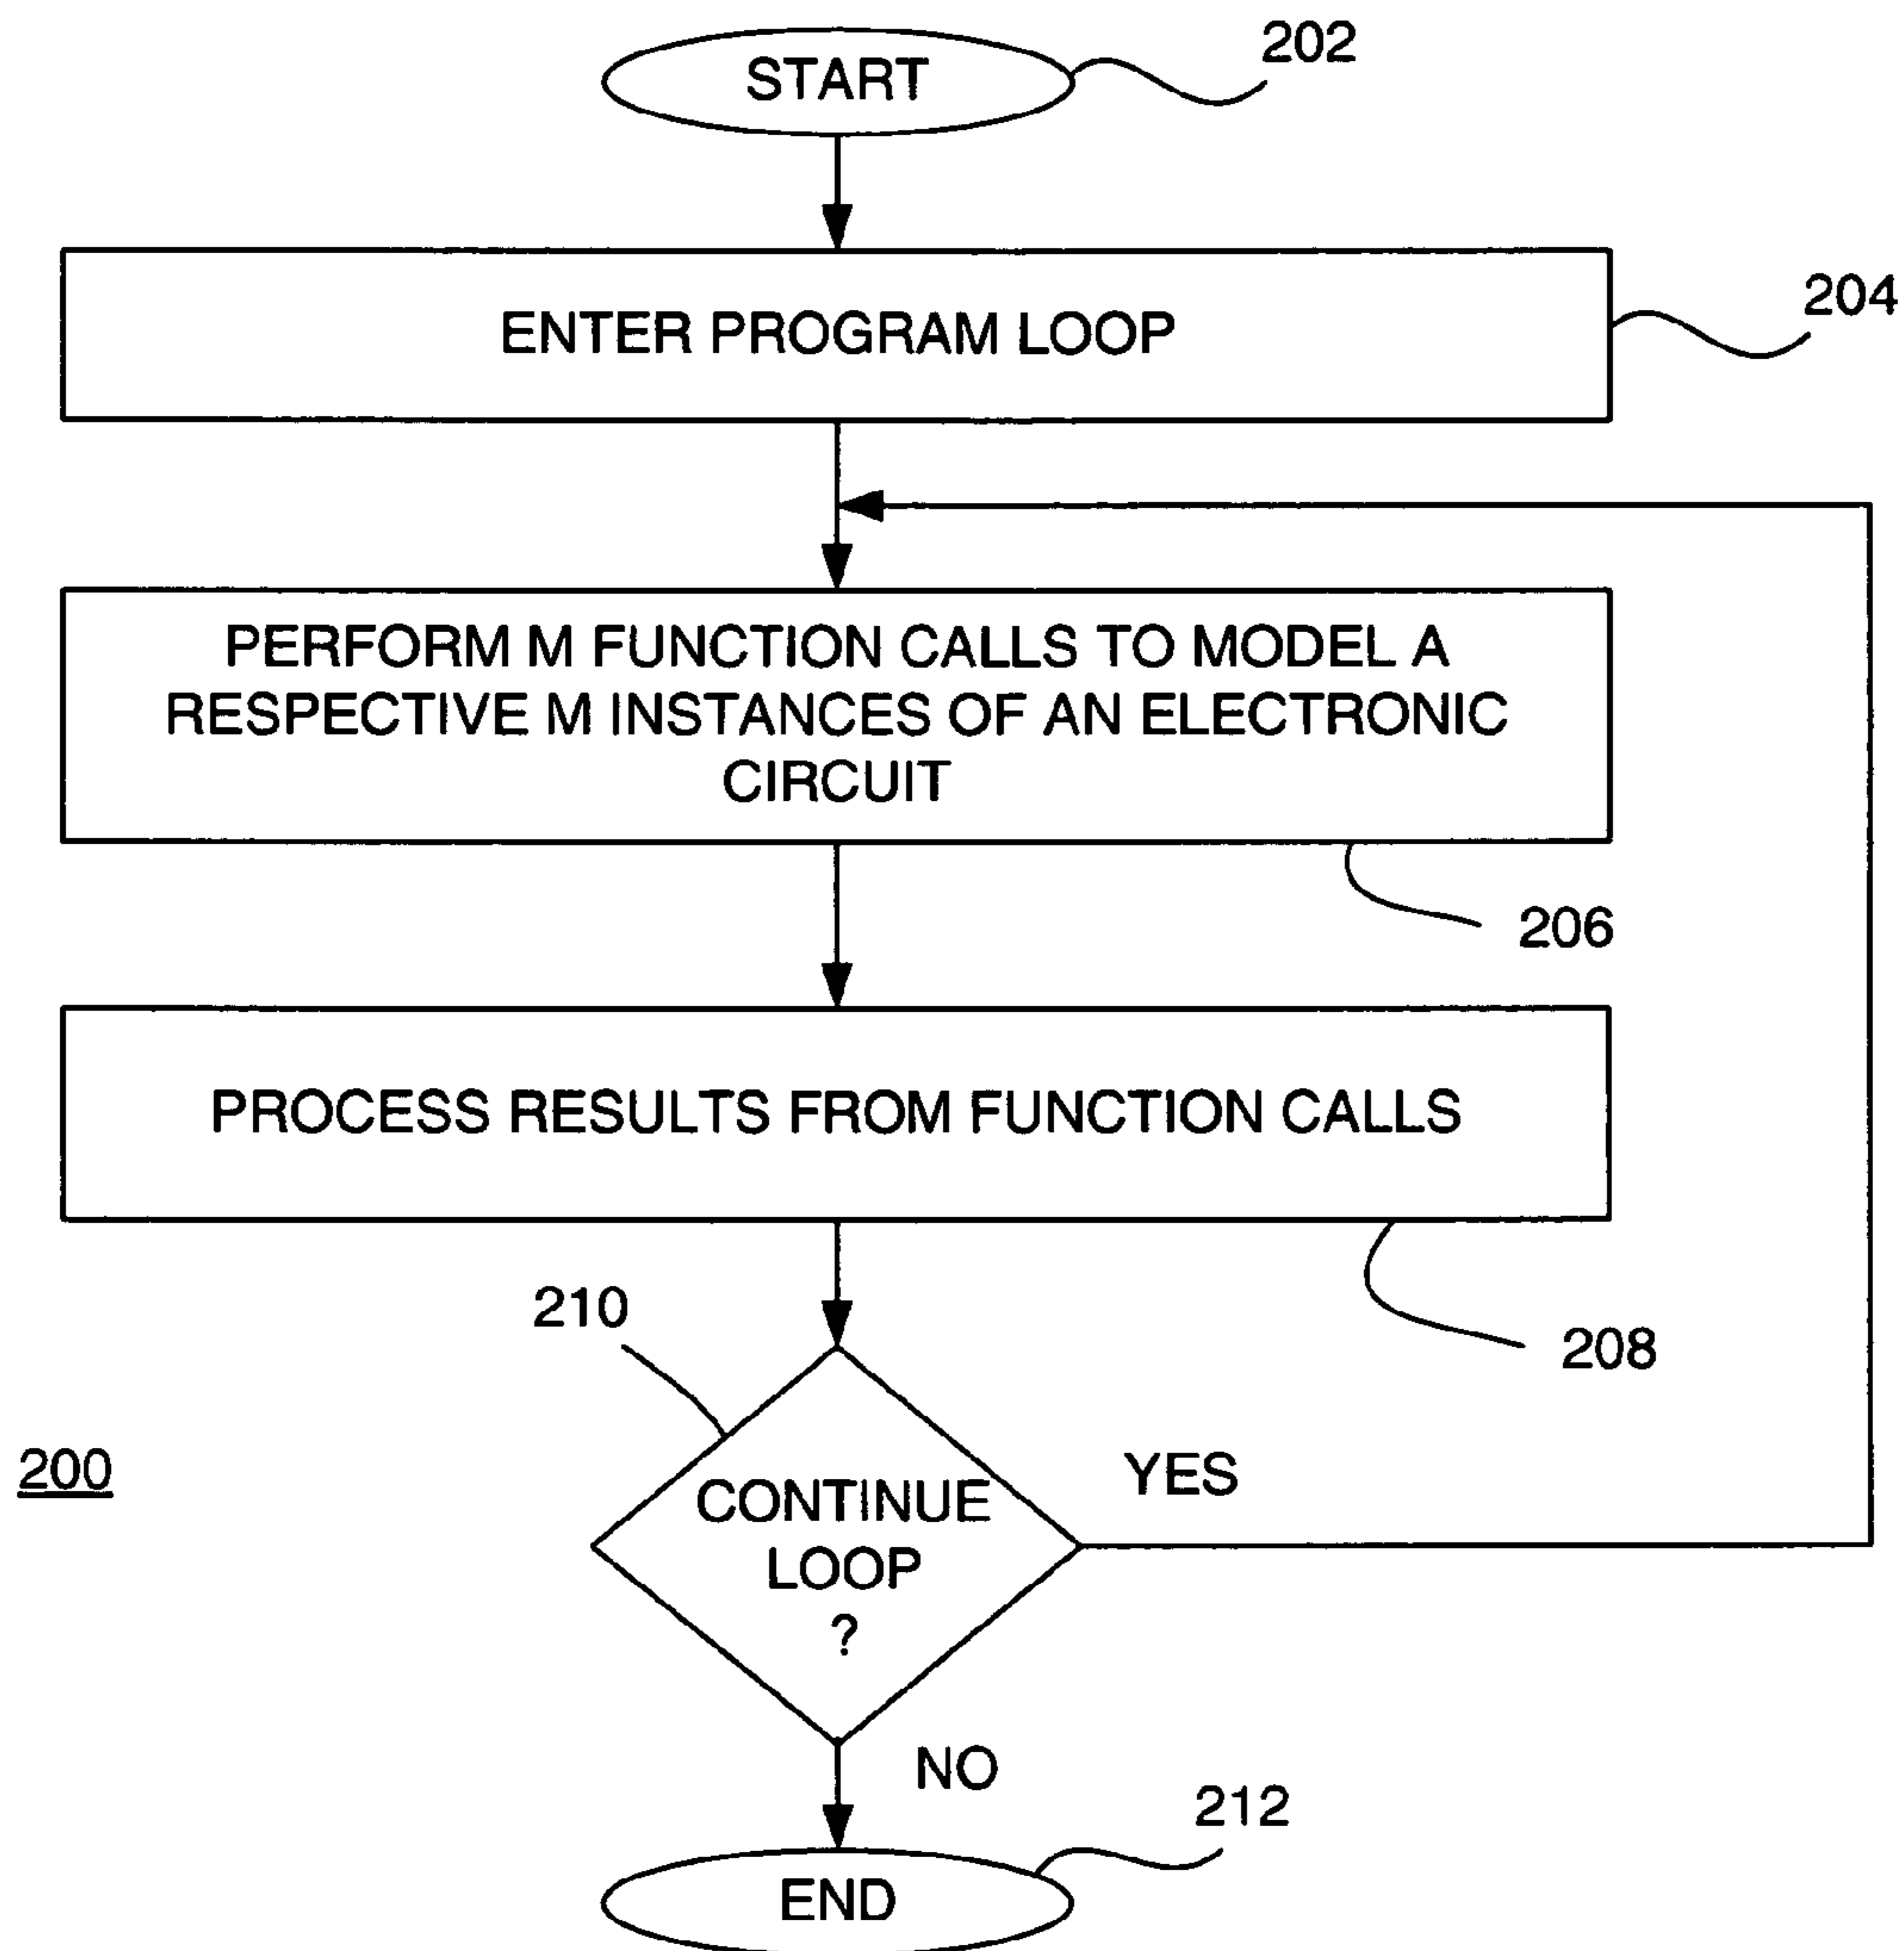 202
START
204
ENTER PROGRAM LOOP
PERFORM M FUNCTION CALLS TO MODEL A
RESPECTIVE M INSTANCES OF AN ELECTRONIC
CIRCUIT
206
PROCESS RESULTS FROM FUNCTION CALLS
208
210
200
CONTINUE
LOOP
?
YES
NO
212
END